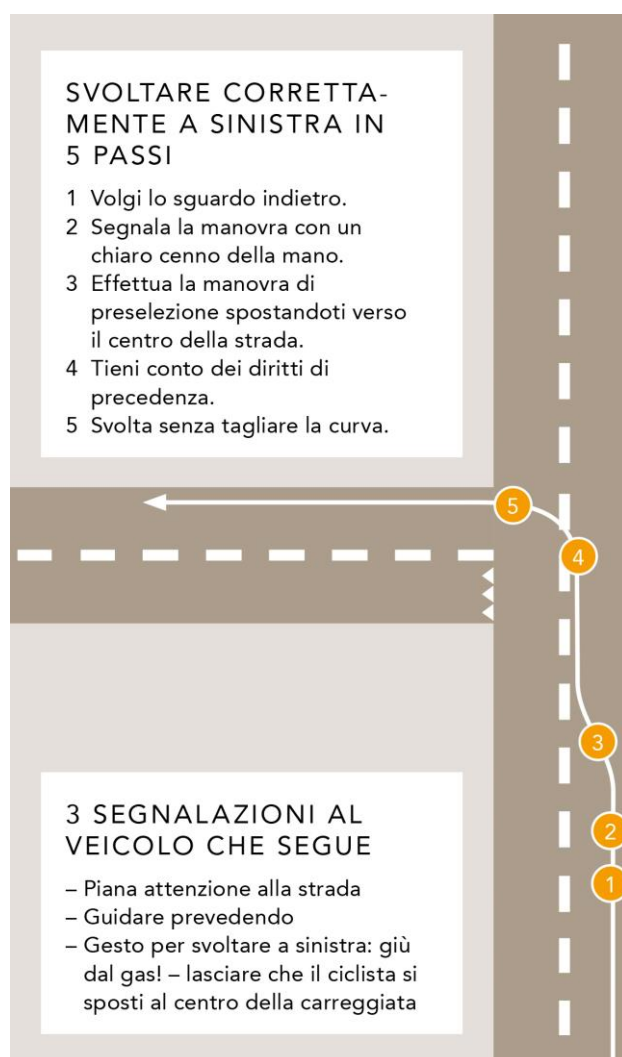 SVOLTARE CORRETTA-
MENTE A SINISTRA IN
5 PASSI
1 Volgi lo sguardo indietro.
2 Segnala la manovra con un
chiaro cenno della mano.
3 Effettua la manovra di
preselezione spostandoti verso
il centro della strada.
4 Tieni conto dei diritti di
precedenza.
5 Svolta senza tagliare la curva.
5
4
3
2
1
3 SEGNALAZIONI AL
VEICOLO CHE SEGUE
– Piana attenzione alla strada
– Guidare prevedendo
– Gesto per svoltare a sinistra: giù
dal gas! – lasciare che il ciclista si
sposti al centro della carreggiata